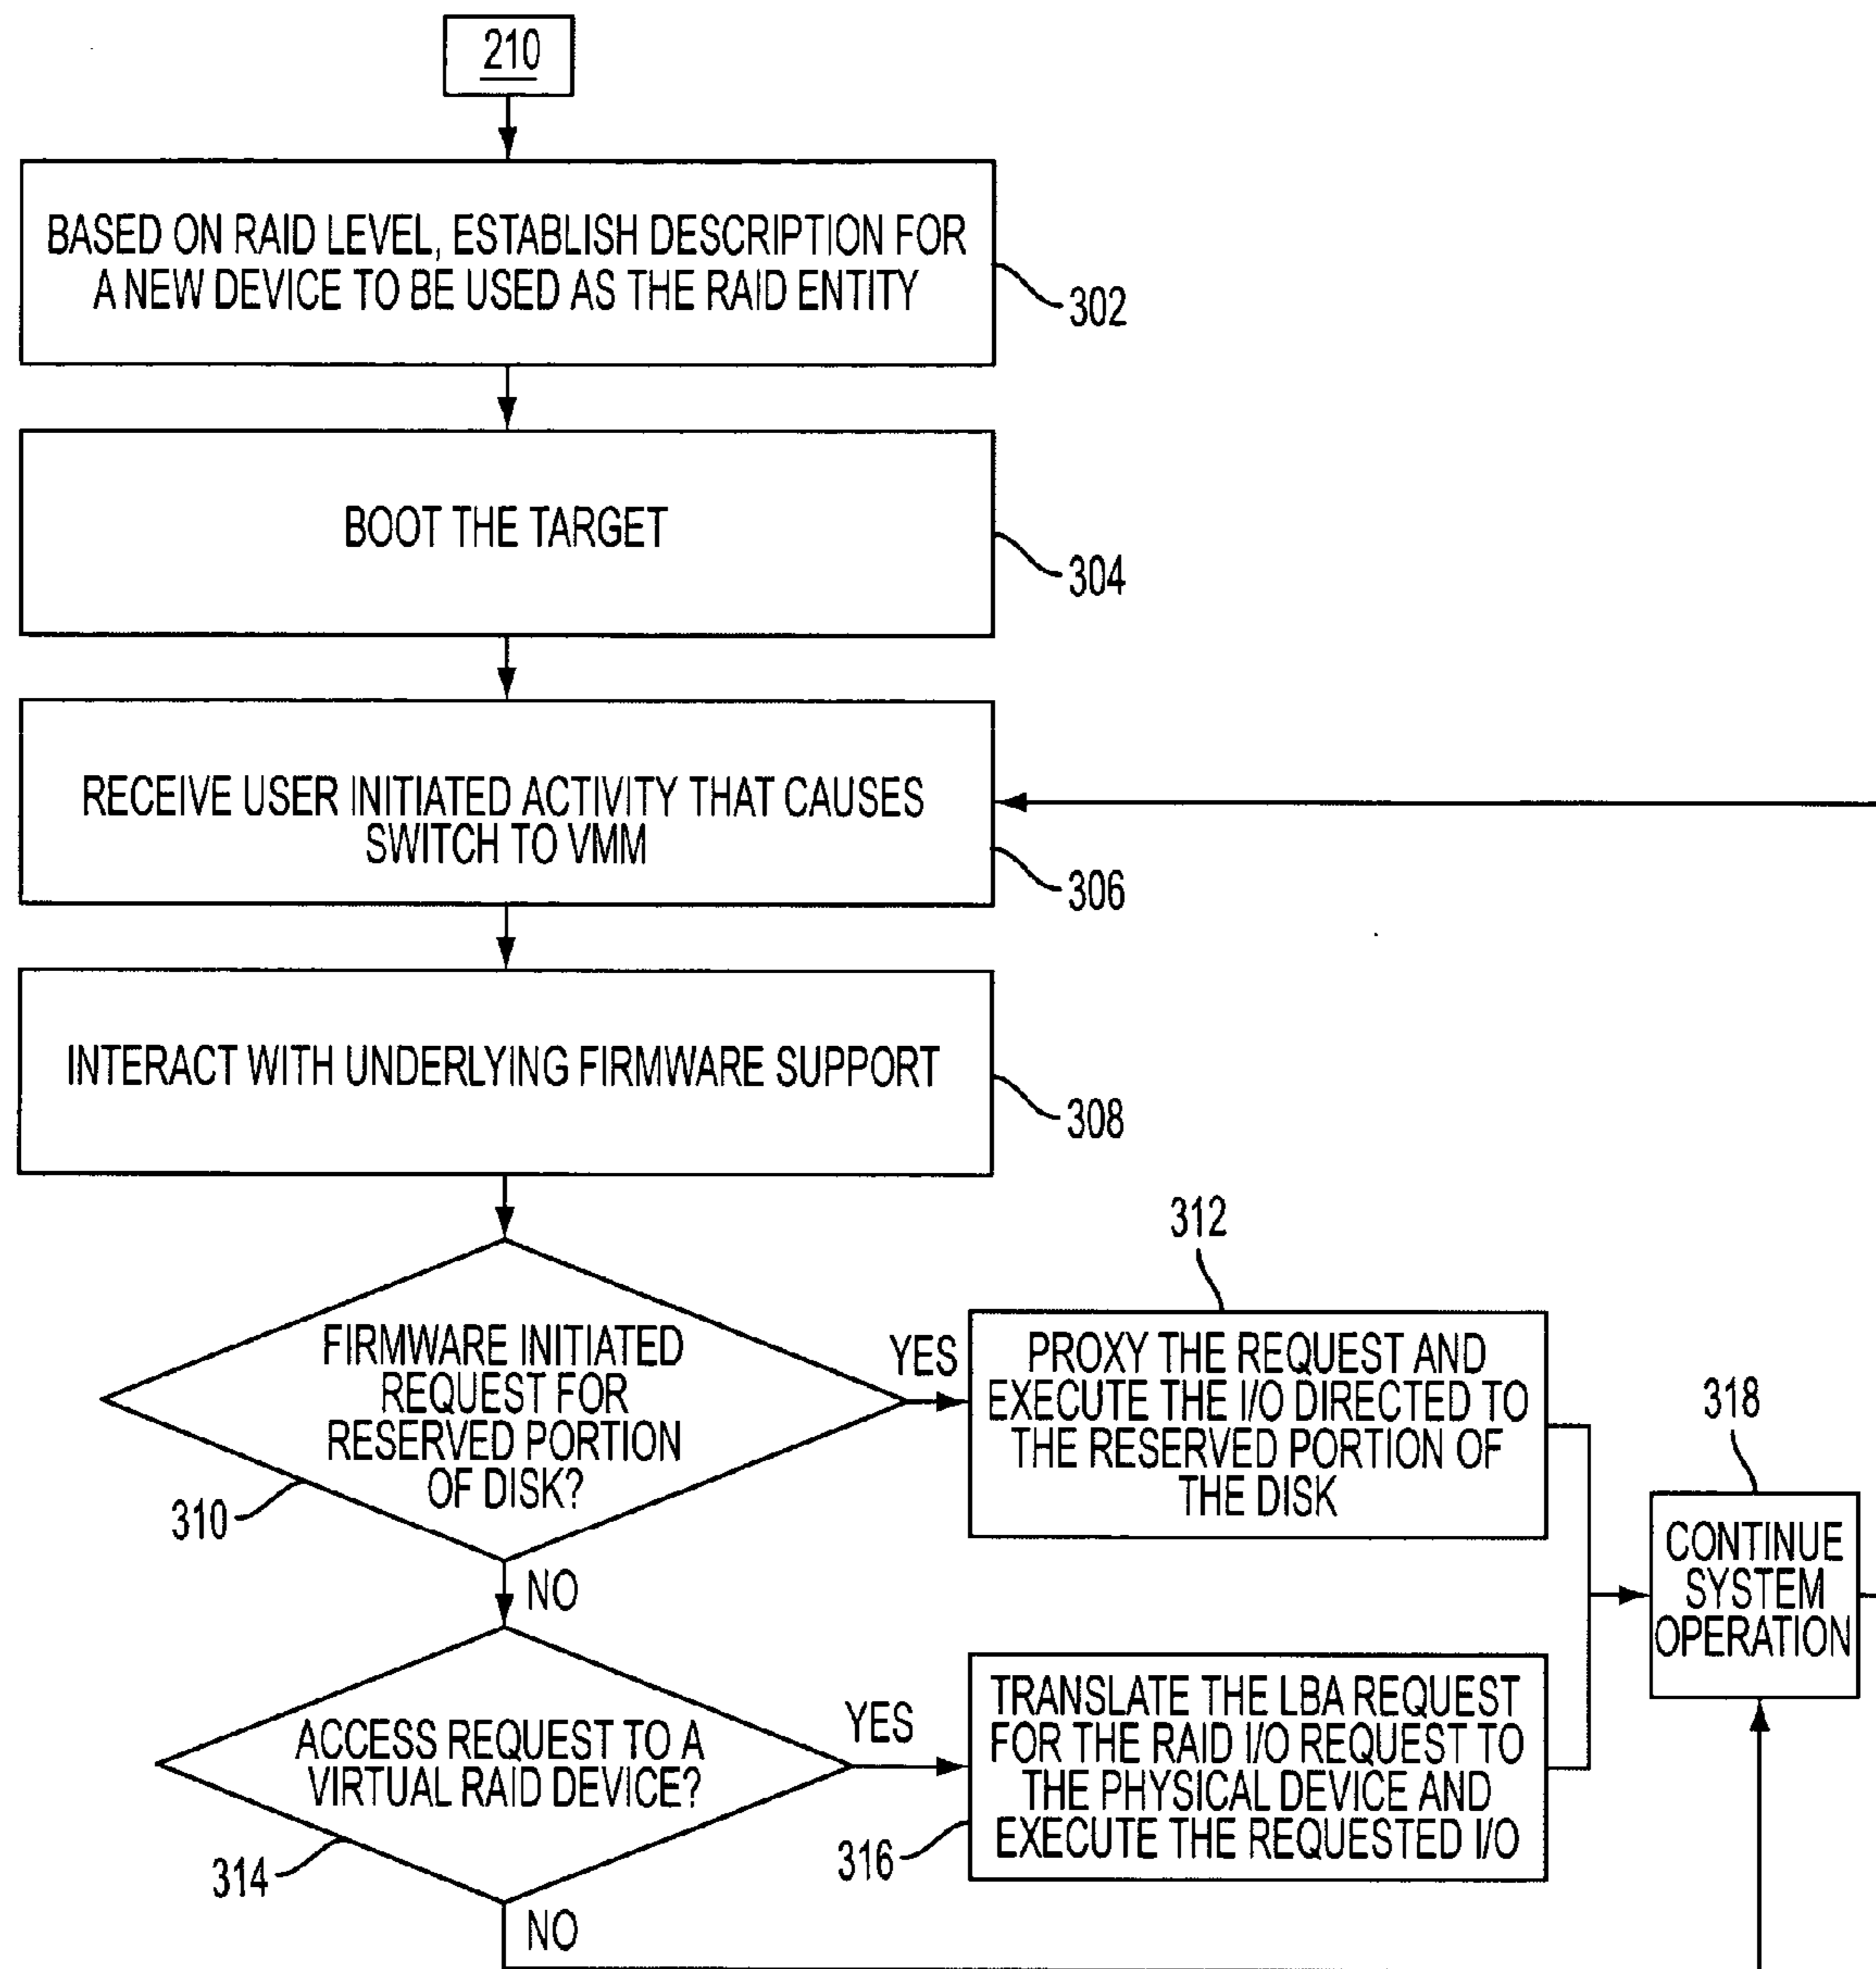 210
BASED ON RAID LEVEL, ESTABLISH DESCRIPTION FOR
A NEW DEVICE TO BE USED AS THE RAID ENTITY
302
BOOT THE TARGET
304
RECEIVE USER INITIATED ACTIVITY THAT CAUSES
SWITCH TO VMM
306
INTERACT WITH UNDERLYING FIRMWARE SUPPORT
308
FIRMWARE INITIATED
REQUEST FOR
RESERVED PORTION
OF DISK?
310
YES
NO
312
PROXY THE REQUEST AND
EXECUTE THE I/O DIRECTED TO
THE RESERVED PORTION OF
THE DISK
318
CONTINUE
SYSTEM
OPERATION
ACCESS REQUEST TO A
VIRTUAL RAID DEVICE?
314
YES
NO
TRANSLATE THE LBA REQUEST
FOR THE RAID I/O REQUEST TO
THE PHYSICAL DEVICE AND
EXECUTE THE REQUESTED I/O
316